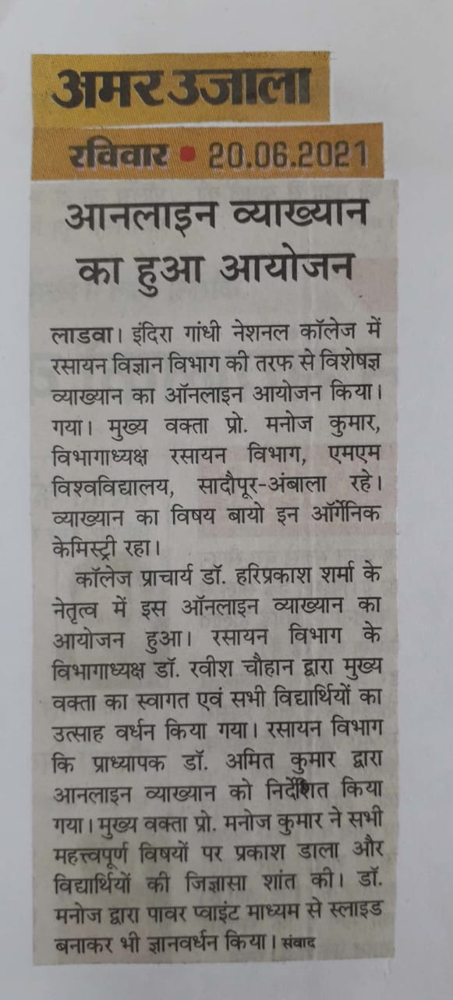 अमर उजाला
रविवार • 20.06.2021
आनलाइन व्याख्यान
का हुआ आयोजन
लाडवा। इंदिरा गांधी नेशनल कॉलेज में
रसायन विज्ञान विभाग की तरफ से विशेषज्ञ
व्याख्यान का ऑनलाइन आयोजन किया।
गया। मुख्य वक्ता प्रो. मनोज कुमार,
विभागाध्यक्ष रसायन विभाग, एमएम
विश्वविद्यालय, सादौपूर-अंबाला रहे।
व्याख्यान का विषय बायो इन ऑर्गेनिक
केमिस्ट्री रहा।
कॉलेज प्राचार्य डॉ. हरिप्रकाश शर्मा के
नेतृत्व में इस ऑनलाइन व्याख्यान का
आयोजन हुआ। रसायन विभाग के
विभागाध्यक्ष डॉ. रवीश चौहान द्वारा मुख्य
वक्ता का स्वागत एवं सभी विद्यार्थियों का
उत्साह वर्धन किया गया। रसायन विभाग
कि प्राध्यापक डॉ. अमित कुमार द्वारा
आनलाइन व्याख्यान को निर्देशित किया
गया। मुख्य वक्ता प्रो. मनोज कुमार ने सभी
महत्त्वपूर्ण विषयों पर प्रकाश डाला और
विद्यार्थियों की जिज्ञासा शांत की। डॉ.
मनोज द्वारा पावर प्वाइंट माध्यम से स्लाइड
बनाकर भी ज्ञानवर्धन किया। संवाद